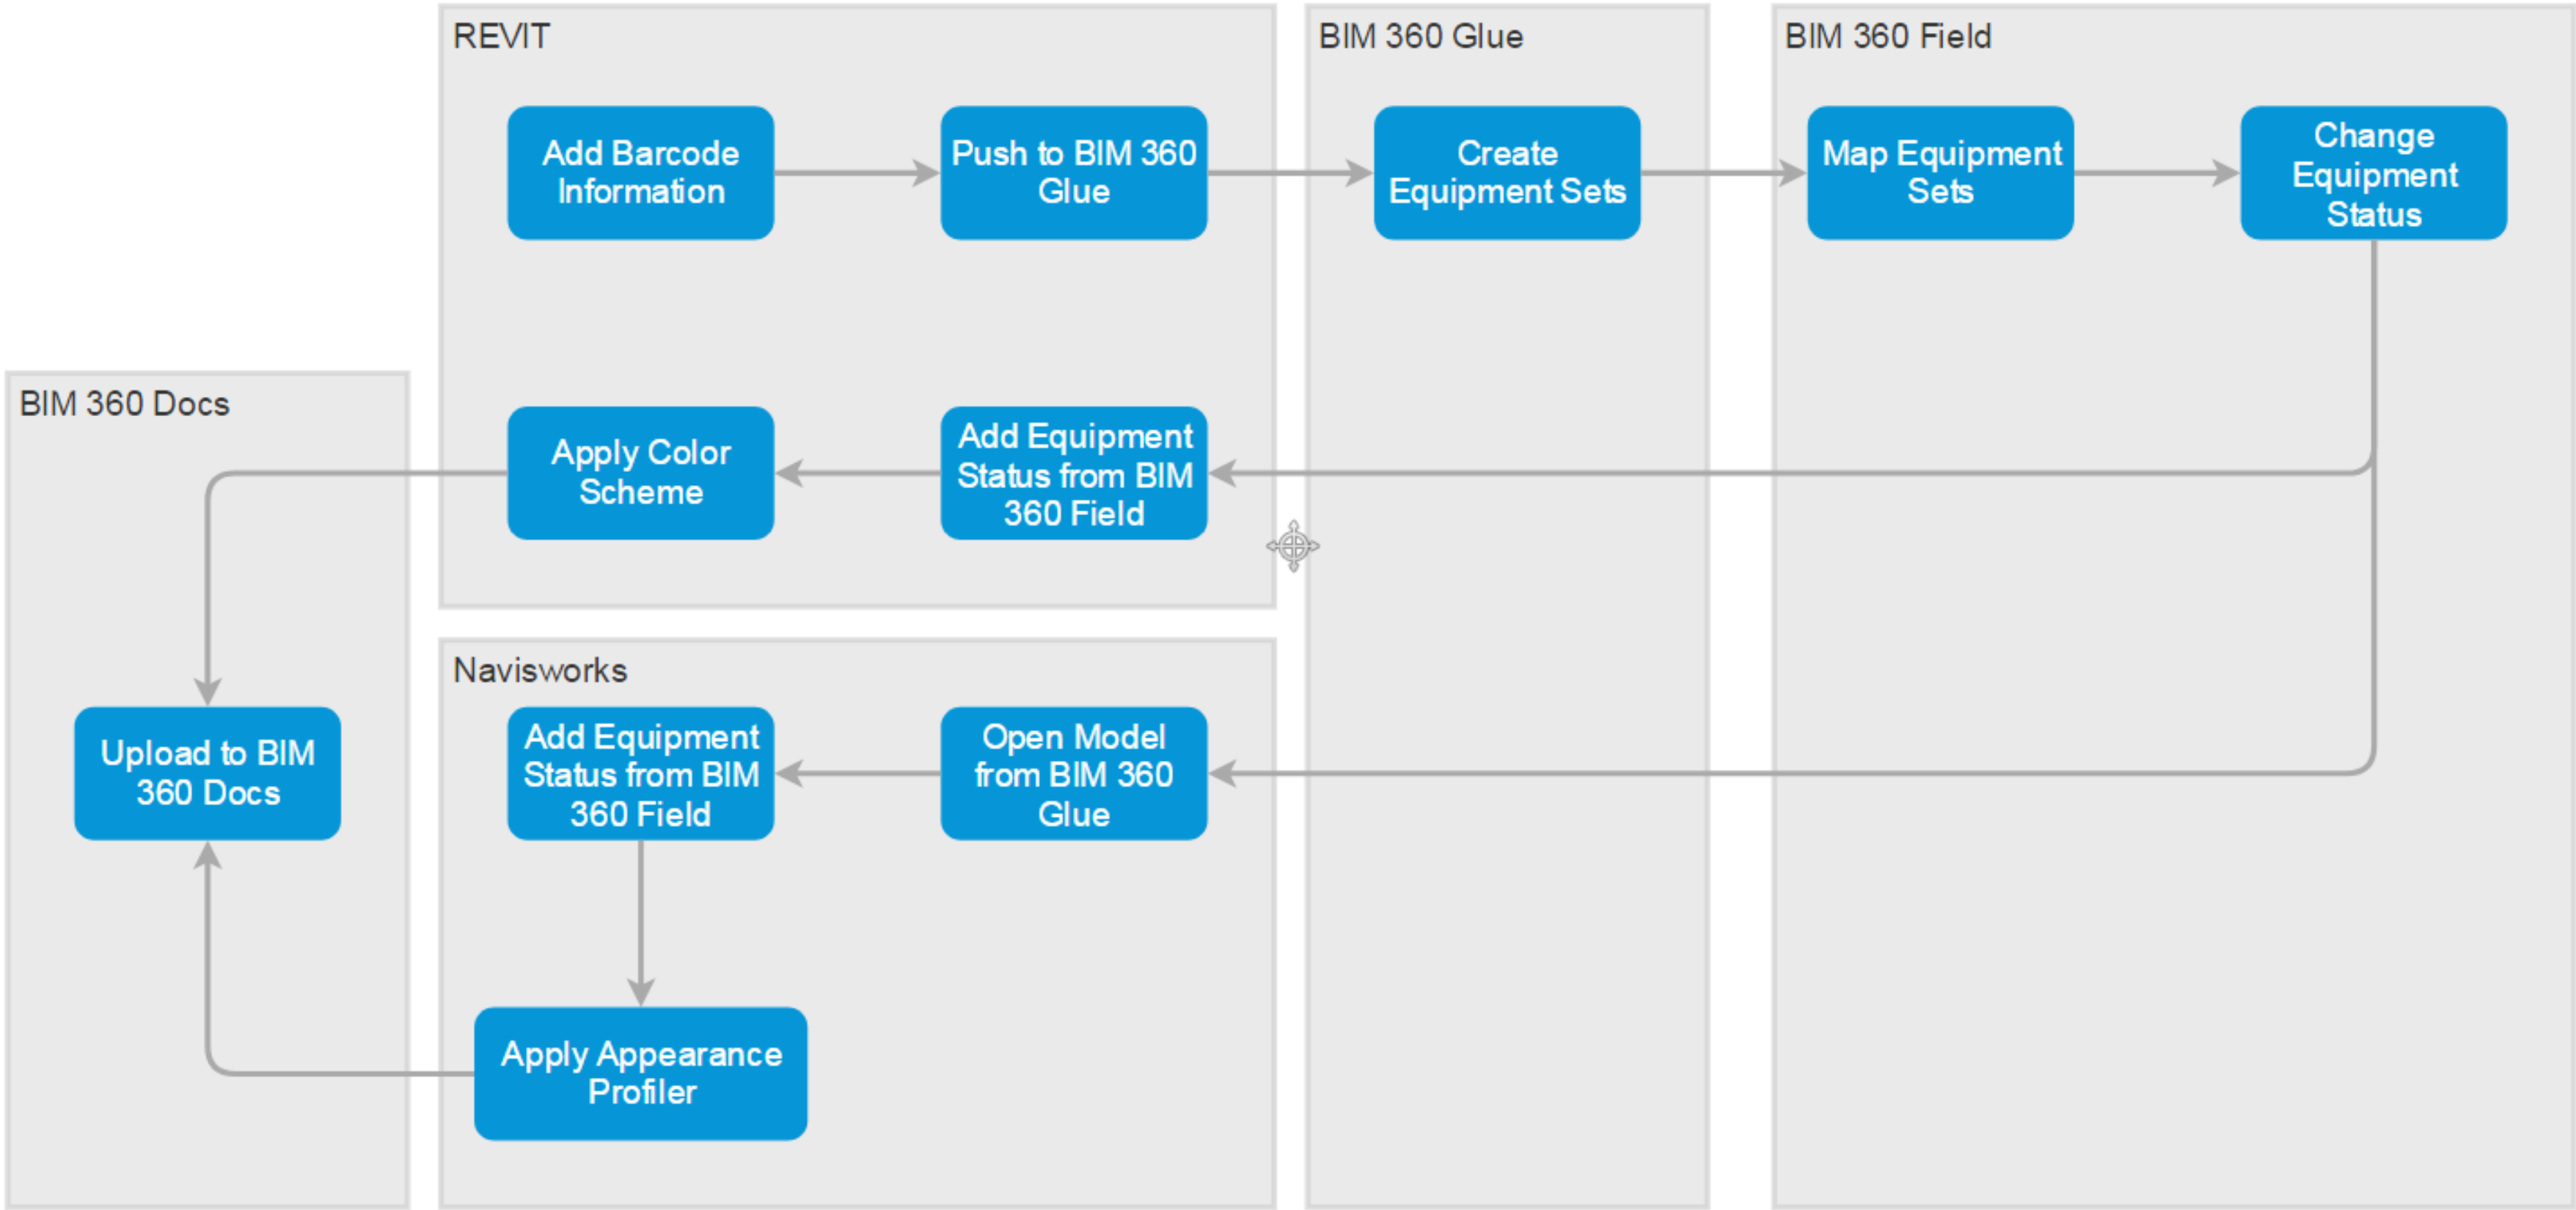 REVIT
BIM 360 Glue
BIM 360 Field
Add Barcode
Information
Push to BIM 360
Glue
Create
Equipment Sets
Map Equipment
Sets
Change
Equipment
Status
BIM 360 Docs
Apply Color
Scheme
Add Equipment
Status from BIM
360 Field
Navisworks
Upload to BIM
360 Docs
Add Equipment
Status from BIM
360 Field
Open Model
from BIM 360
Glue
Apply Appearance
Profiler